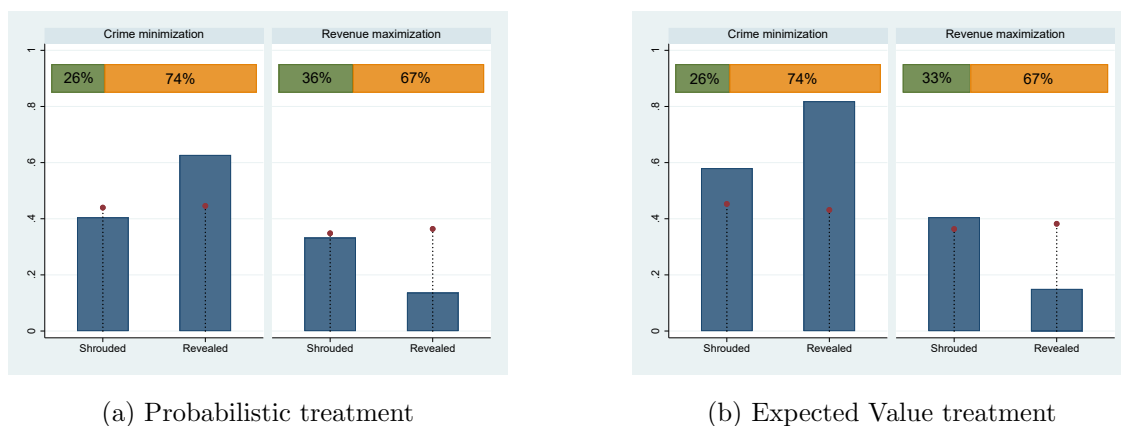 Crime minimization Revenue maximization
26% 74% 36% 67%
1
.8
.6
.4
.2
0
Shrouded Revealed Shrouded Revealed
(a) Probabilistic treatment
Crime minimization Revenue maximization
26% 74% 33% 67%
1
.8
.6
.4
.2
0
Shrouded Revealed Shrouded Revealed
(b) Expected Value treatment